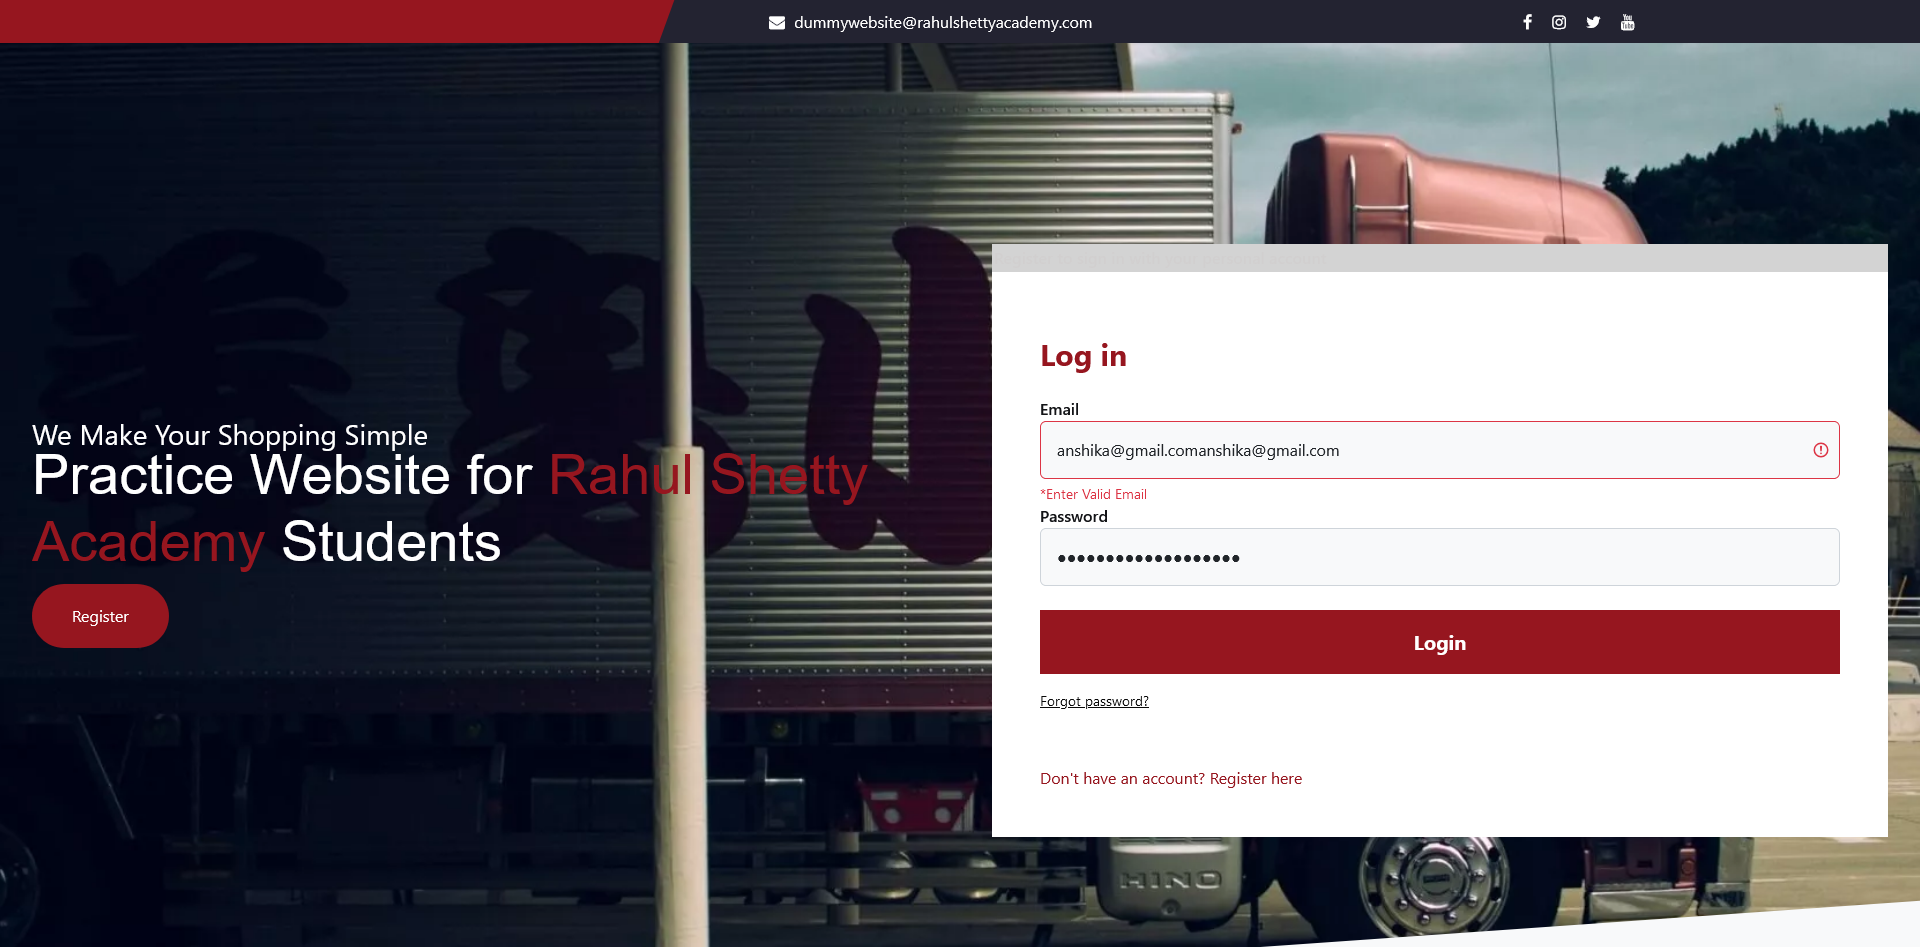 dummywebsite@rahulshettyacademy.com
We Make Your Shopping Simple
Practice Website for Rahul Shetty
Academy Students
Register
Log in
Email
anshika@gmail.comanshika@gmail.com
*Enter Valid Email
Password
Login
Forgot password?
Don't have an account? Register here
HINO